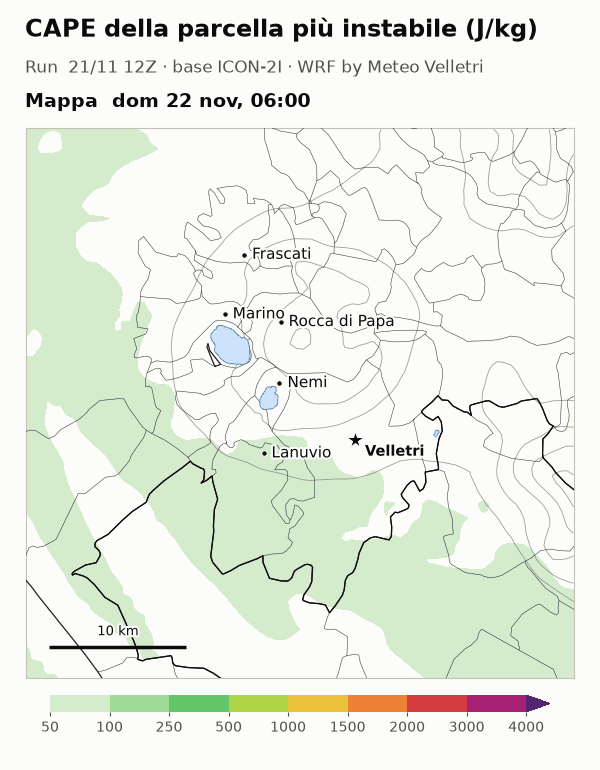 CAPE della parcella più instabile (J/kg)
Run  21/11 12Z · base ICON-2I · WRF by Meteo Velletri
Mappa  dom 22 nov, 06:00
Frascati
Marino
Rocca di Papa
Nemi
Velletri
Lanuvio
10 km
50 100 250 500 1000 1500 2000 3000 4000